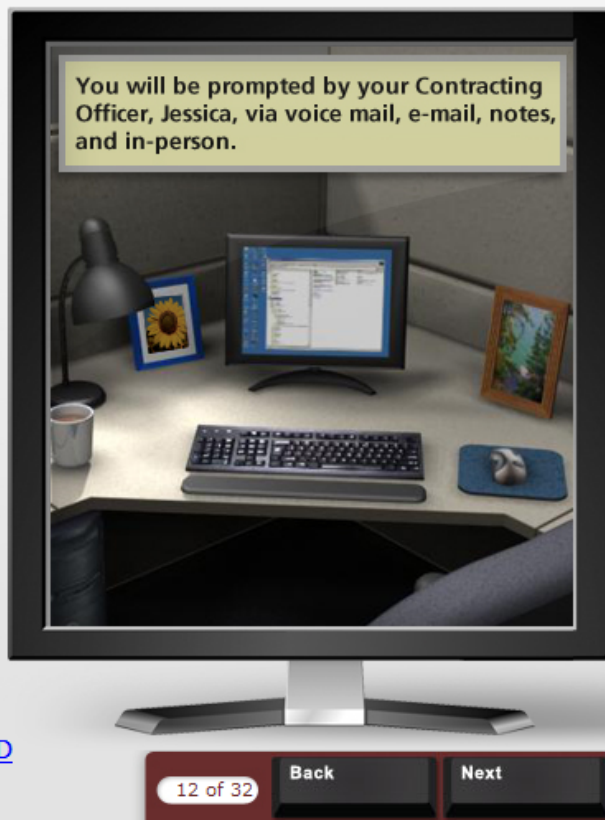 You will be prompted by your Contracting
Officer, Jessica, via voice mail, e-mail, notes,
and in-person.
D
12 of 32
Back
Next